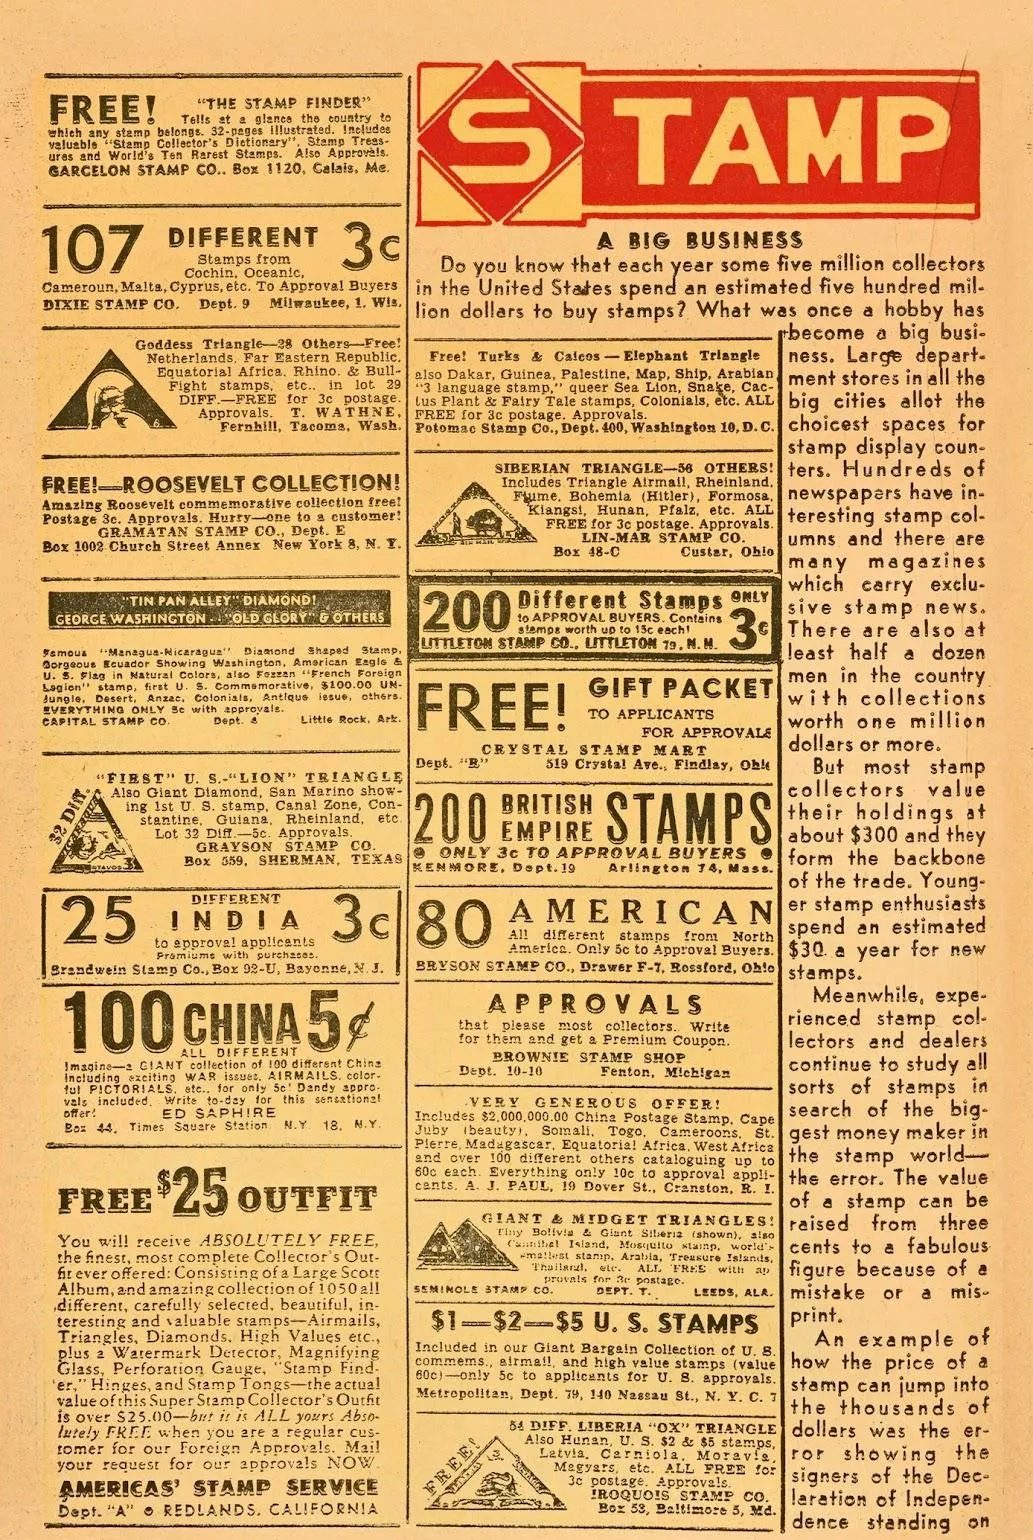 FREE! "THE STAMP FINDER"
Tells at a glance the country to
which any stamp belongs. 32-pages illustrated. Includes
valuable "Stamp Collector's Dictionary", Stamp Treas-
ures and World's Ten Rarest Stamps. Also Approvals.
GARCELON STAMP CO., Box 1120, Calais, Me.
107 DIFFERENT 3c
Stamps from
Cochin, Oceanic,
Cameroun, Malta, Cyprus, etc. To Approval Buyers
DIXIE STAMP CO. Dept. 9 Milwaukee, 1. Wis.
Goddess Triangle—28 Others—Free!
Netherlands, Far Eastern Republic,
Equatorial Africa, Rhino. & Bull-
Fight stamps, etc., in lot 29
DIFF.—FREE for 3c postage.
Approvals. T. WATHNE,
Fernhill, Tacoma, Wash.
FREE!—ROOSEVELT COLLECTION!
Amazing Roosevelt commemorative collection free!
Postage 3c. Approvals. Hurry—one to a customer!
GRAMATAN STAMP CO., Dept. E
Box 1002 Church Street Annex New York 8, N. Y.
"TIN PAN ALLEY" DIAMOND!
GEORGE WASHINGTON - "OLD GLORY" & OTHERS
Famous "Managua-Nicaragua" Diamond Shaped Stamp,
Gorgeous Ecuador Showing Washington, American Eagle &
U. S. Flag in Natural Colors, also Fezzan "French Foreign
Legion" stamp, first U. S. Commemorative, $100.00 UN-
Jungle, Desert, Anzac, Colonials, Antique issue, others.
EVERYTHING ONLY 5c with approvals.
CAPITAL STAMP CO. Dept. 4 Little Rock, Ark.
"FIRST" U. S.-"LION" TRIANGLE
Also Giant Diamond, San Marino show-
ing 1st U. S. stamp, Canal Zone, Con-
stantine, Guiana, Rheinland, etc.
Lot 32 Diff.—5c. Approvals.
GRAYSON STAMP CO.
Box 559, SHERMAN, TEXAS
32 Diff.
25 DIFFERENT INDIA 3c
to approval applicants
Premiums with purchases.
Brandwein Stamp Co., Box 92-U, Bayonne, N. J.
100 CHINA 5¢
ALL DIFFERENT
Imagine—a GIANT collection of 100 different China
including exciting WAR issues, AIRMAILS, color-
ful PICTORIALS, etc., for only 5c! Dandy appro-
vals included. Write to-day for this sensational
offer! ED SAPHIRE
Box 44, Times Square Station N.Y. 18, N.Y.
FREE $25 OUTFIT
You will receive ABSOLUTELY FREE,
the finest, most complete Collector's Out-
fit ever offered: Consisting of a Large Scott
Album, and amazing collection of 1050 all
different, carefully selected, beautiful, in-
teresting and valuable stamps—Airmails,
Triangles, Diamonds, High Values etc.,
plus a Watermark Detector, Magnifying
Glass, Perforation Gauge, "Stamp Find-
er," Hinges, and Stamp Tongs—the actual
value of this Super Stamp Collector's Outfit
is over $25.00—but it is ALL yours Abso-
lutely FREE when you are a regular cus-
tomer for our Foreign Approvals. Mail
your request for our approvals NOW.
AMERICAS' STAMP SERVICE
Dept. "A" • REDLANDS, CALIFORNIA
STAMP
A BIG BUSINESS
Do you know that each year some five million collectors
in the United States spend an estimated five hundred mil-
lion dollars to buy stamps? What was once a hobby has
Free! Turks & Caicos—Elephant Triangle
also Dakar, Guinea, Palestine, Map, Ship, Arabian
"3 language stamp," queer Sea Lion, Snake, Cac-
tus Plant & Fairy Tale stamps, Colonials, etc. ALL
FREE for 3c postage. Approvals.
Potomac Stamp Co., Dept. 400, Washington 10, D. C.
SIBERIAN TRIANGLE—56 OTHERS!
Includes Triangle Airmail, Rheinland,
Fiume, Bohemia (Hitler), Formosa,
Kiangsi, Hunan, Pfalz, etc. ALL
FREE for 3c postage. Approvals.
LIN-MAR STAMP CO.
Box 48-C Custar, Ohio
200 Different Stamps ONLY 3c
to APPROVAL BUYERS. Contains
stamps worth up to 15c each!
LITTLETON STAMP CO., LITTLETON 79, N. H.
FREE! GIFT PACKET
TO APPLICANTS
FOR APPROVALS
CRYSTAL STAMP MART
Dept. "R" 519 Crystal Ave., Findlay, Ohio
200 BRITISH EMPIRE STAMPS
• ONLY 3c TO APPROVAL BUYERS •
KENMORE, Dept. 19 Arlington 74, Mass.
80 AMERICAN
All different stamps from North
America. Only 5c to Approval Buyers.
BRYSON STAMP CO., Drawer F-7, Rossford, Ohio
APPROVALS
that please most collectors. Write
for them and get a Premium Coupon.
BROWNIE STAMP SHOP
Dept. 10-10 Fenton, Michigan
VERY GENEROUS OFFER!
Includes $2,000,000.00 China Postage Stamp, Cape
Juby (beauty), Somali, Togo, Cameroons, St.
Pierre, Madagascar, Equatorial Africa, West Africa
and over 100 different others cataloguing up to
60c each. Everything only 10c to approval appli-
cants. A. J. PAUL, 19 Dover St., Cranston, R. I.
GIANT & MIDGET TRIANGLES!
Tiny Bolivia & Giant Siberia (shown), also
Cannibal Island, Mosquito stamp, world's
smallest stamp, Arabia, Treasure Islands,
Thailand, etc. ALL FREE with ap
provals for 3c postage.
SEMINOLE STAMP CO. DEPT. T. LEEDS, ALA.
$1—$2—$5 U. S. STAMPS
Included in our Giant Bargain Collection of U. S.
commems., airmail, and high value stamps (value
60c)—only 5c to applicants for U. S. approvals.
Metropolitan, Dept. 79, 140 Nassau St., N. Y. C. 7
54 DIFF. LIBERIA "OX" TRIANGLE
Also Hunan, U. S. $2 & $5 stamps,
Latvia, Carniola, Moravia,
Magyars, etc. ALL FREE for
3c postage. Approvals.
IROQUOIS STAMP CO.
Box 53, Baltimore 5, Md.
FREE!
become a big busi-
ness. Large depart-
ment stores in all the
big cities allot the
choicest spaces for
stamp display coun-
ters. Hundreds of
newspapers have in-
teresting stamp col-
umns and there are
many magazines
which carry exclu-
sive stamp news.
There are also at
least half a dozen
men in the country
with collections
worth one million
dollars or more.
But most stamp
collectors value
their holdings at
about $300 and they
form the backbone
of the trade. Young-
er stamp enthusiasts
spend an estimated
$30 a year for new
stamps.
Meanwhile, expe-
rienced stamp col-
lectors and dealers
continue to study all
sorts of stamps in
search of the big-
gest money maker in
the stamp world—
the error. The value
of a stamp can be
raised from three
cents to a fabulous
figure because of a
mistake or a mis-
print.
An example of
how the price of a
stamp can jump into
the thousands of
dollars was the er-
ror showing the
signers of the Dec-
laration of Indepen-
dence standing on